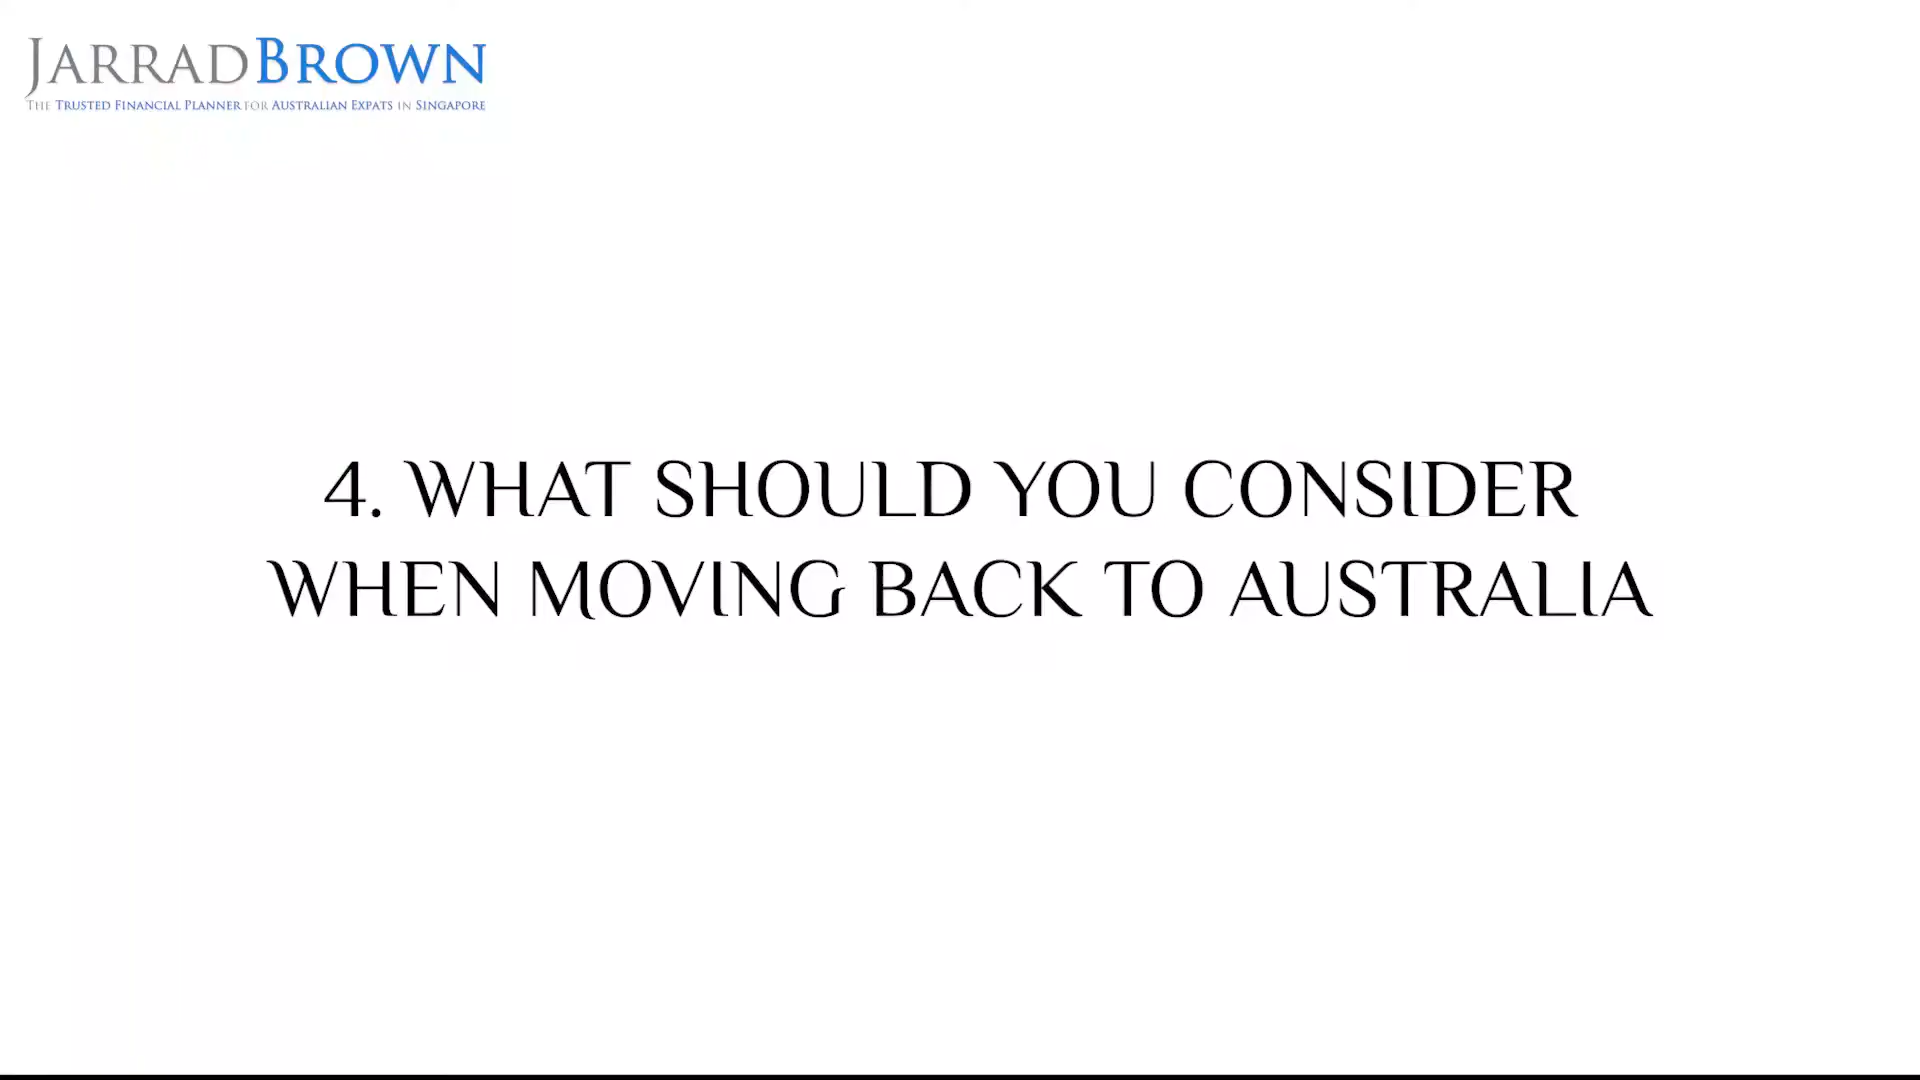 JARRADBROWN
THE TRUSTED FINANCIAL PLANNER FOR AUSTRALIAN EXPATS IN SINGAPORE
4. WHAT SHOULD YOU CONSIDER
WHEN MOVING BACK TO AUSTRALIA